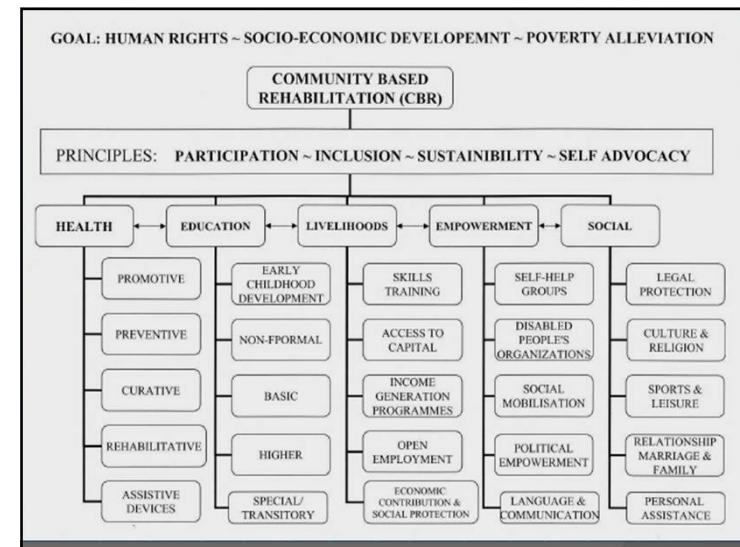 GOAL: HUMAN RIGHTS ~ SOCIO-ECONOMIC DEVELOPEMNT ~ POVERTY ALLEVIATION
COMMUNITY BASED
REHABILITATION (CBR)
PRINCIPLES: PARTICIPATION ~ INCLUSION ~ SUSTAINIBILITY ~ SELF ADVOCACY
HEALTH
EDUCATION
LIVELIHOODS
EMPOWERMENT
SOCIAL
PROMOTIVE
PREVENTIVE
CURATIVE
REHABILITATIVE
ASSISTIVE
DEVICES
EARLY
CHILDHOOD
DEVELOPMENT
NON-FPORMAL
BASIC
HIGHER
SPECIAL/
TRANSITORY
SKILLS
TRAINING
ACCESS TO
CAPITAL
INCOME
GENERATION
PROGRAMMES
OPEN
EMPLOYMENT
ECONOMIC
CONTRIBUTION &
SOCIAL PROTECTION
SELF-HELP
GROUPS
DISABLED
PEOPLE'S
ORGANIZATIONS
SOCIAL
MOBILISATION
POLITICAL
EMPOWERMENT
LANGUAGE &
COMMUNICATION
LEGAL
PROTECTION
CULTURE &
RELIGION
SPORTS &
LEISURE
RELATIONSHIP
MARRIAGE &
FAMILY
PERSONAL
ASSISTANCE